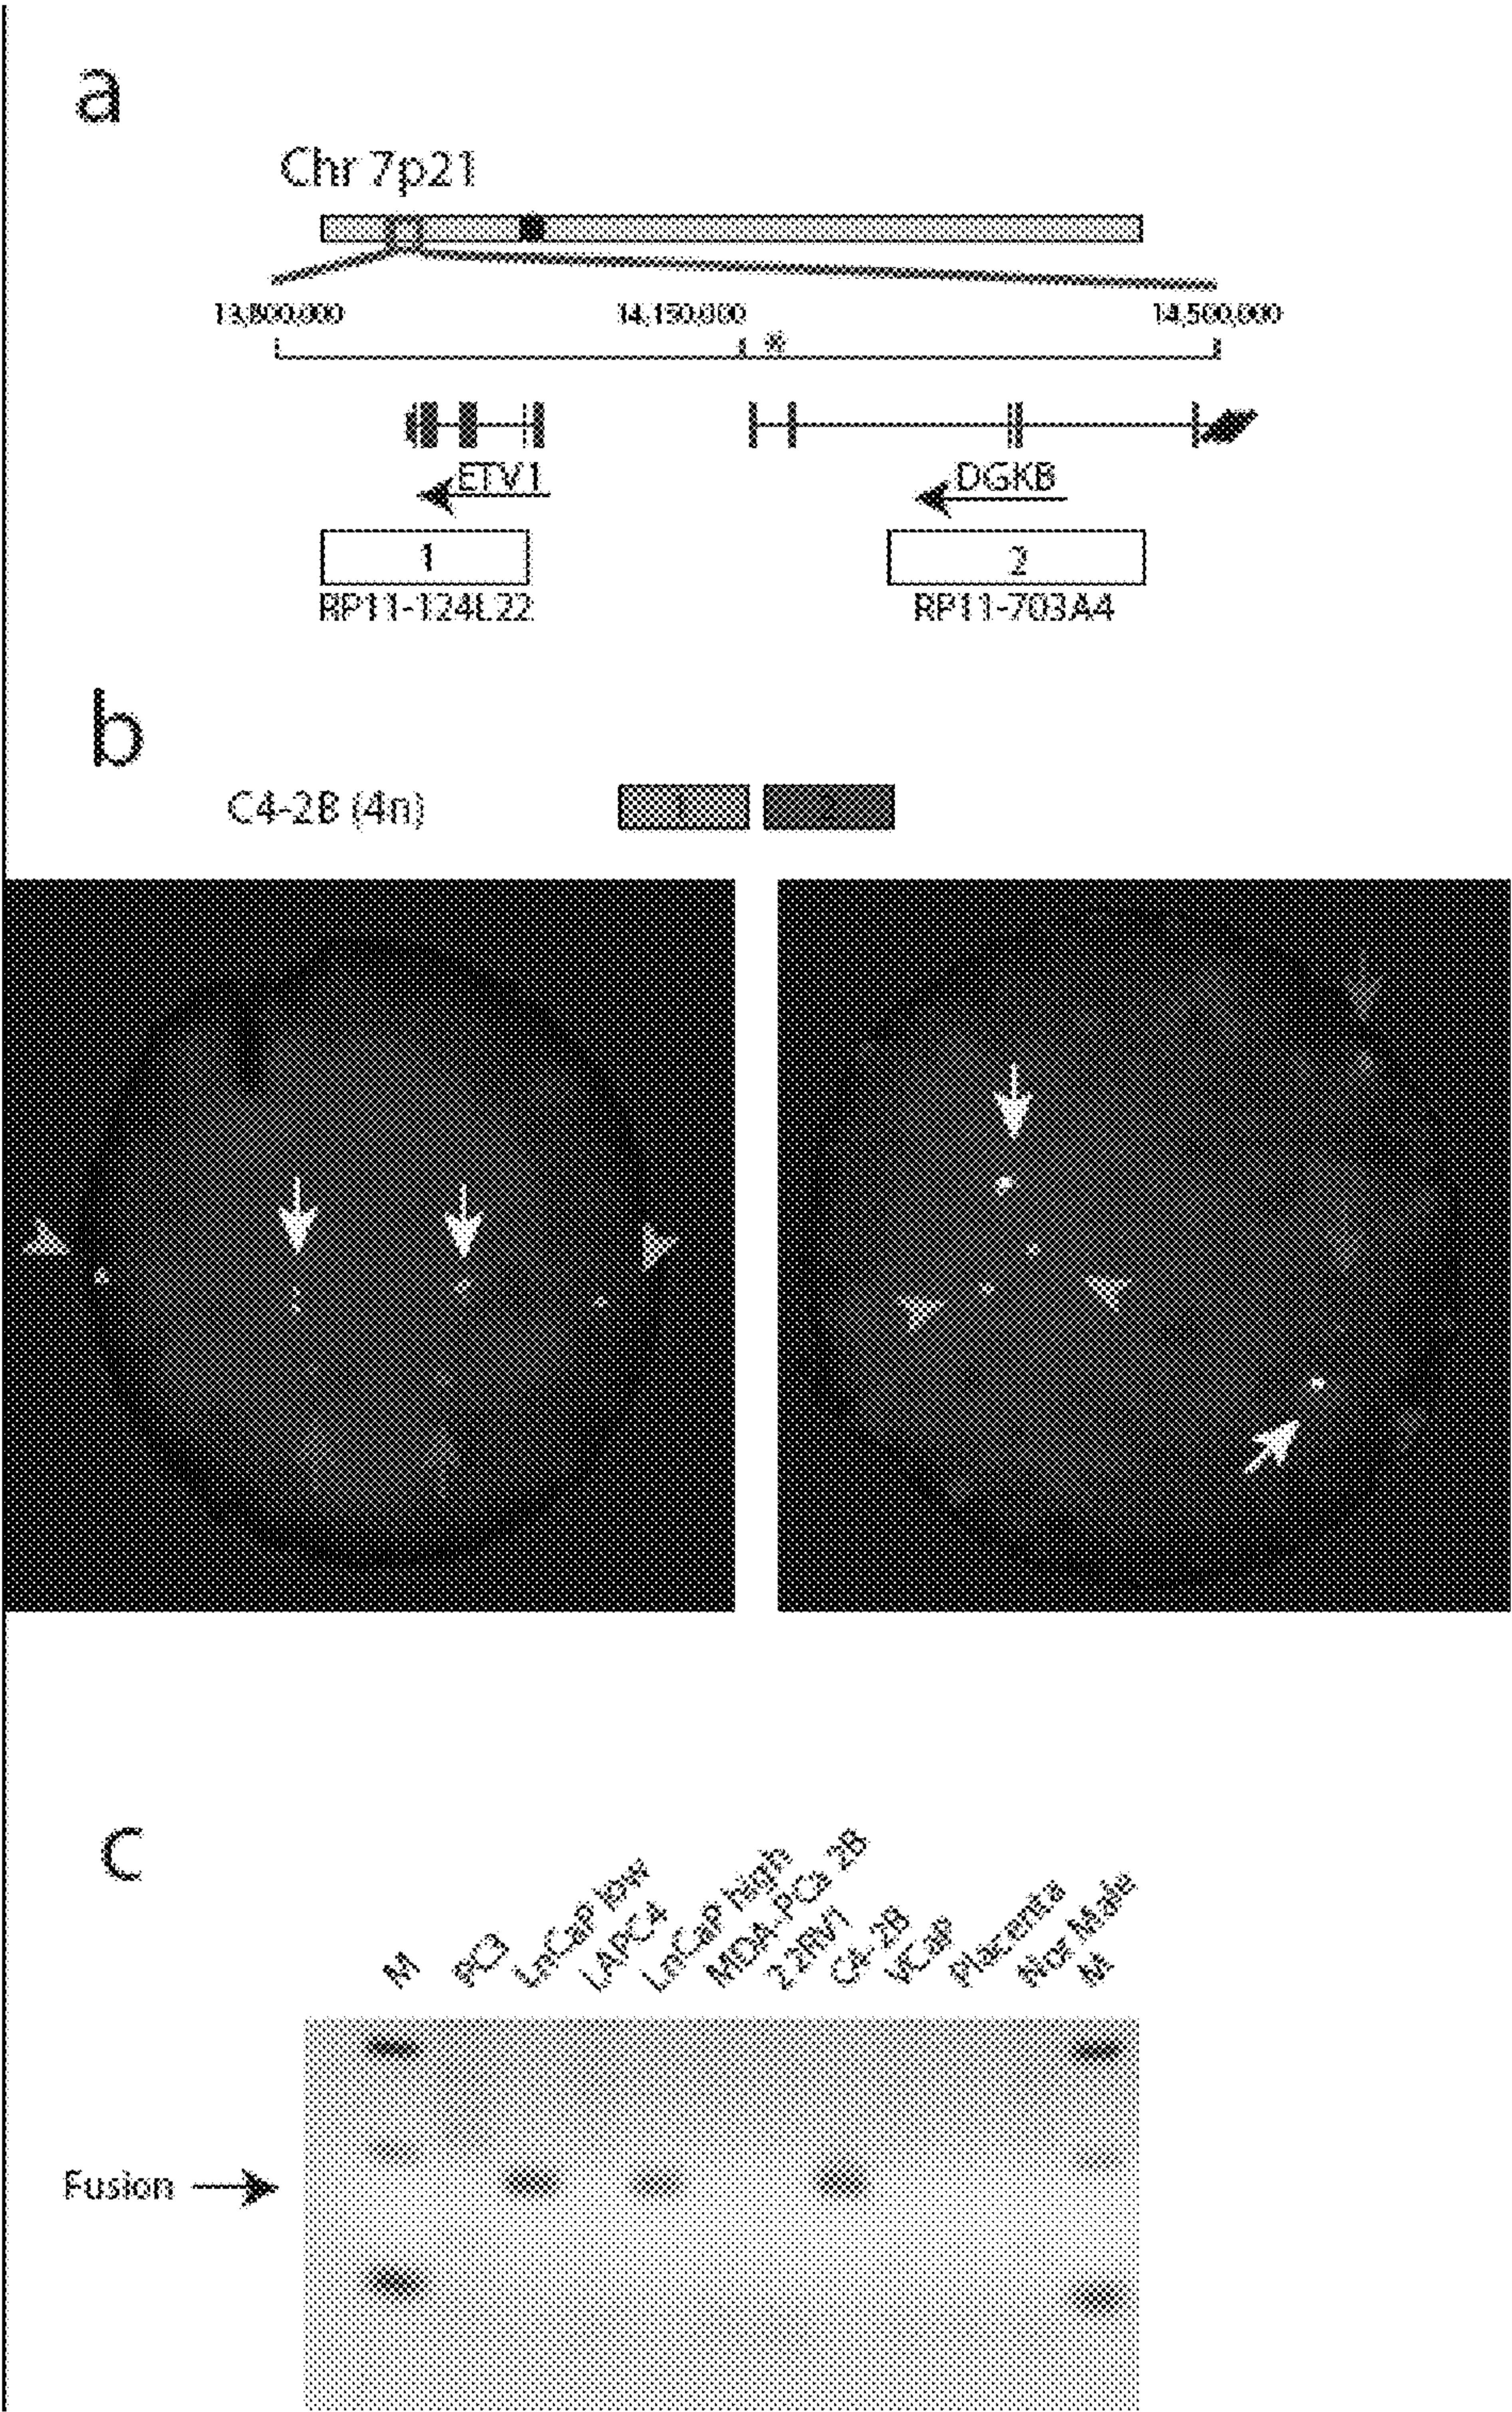 a
Chr 7p21
13,800,000 14,150,000 14,500,000
*
ETV1 DGKB
1 2
RP11-124L22 RP11-703A4
b
C4-2B (4n) 1 2
c
M PC3 LnCaP low LAPC4 LnCaP high MDA-PCa 2B 22RV1 C4-2B VCaP Placenta Nor Male M
Fusion